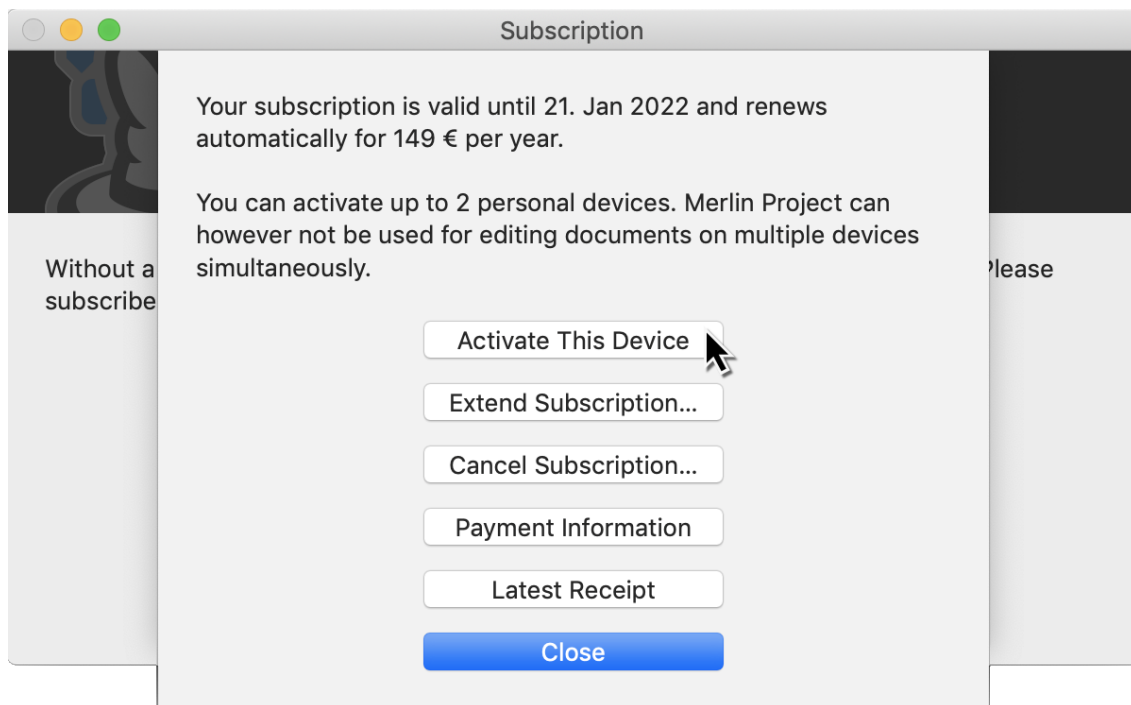 Subscription
Your subscription is valid until 21. Jan 2022 and renews
automatically for 149 € per year.
You can activate up to 2 personal devices. Merlin Project can
however not be used for editing documents on multiple devices
simultaneously.
Without a
Please
subscribe
Activate This Device
Extend Subscription...
Cancel Subscription...
Payment Information
Latest Receipt
Close